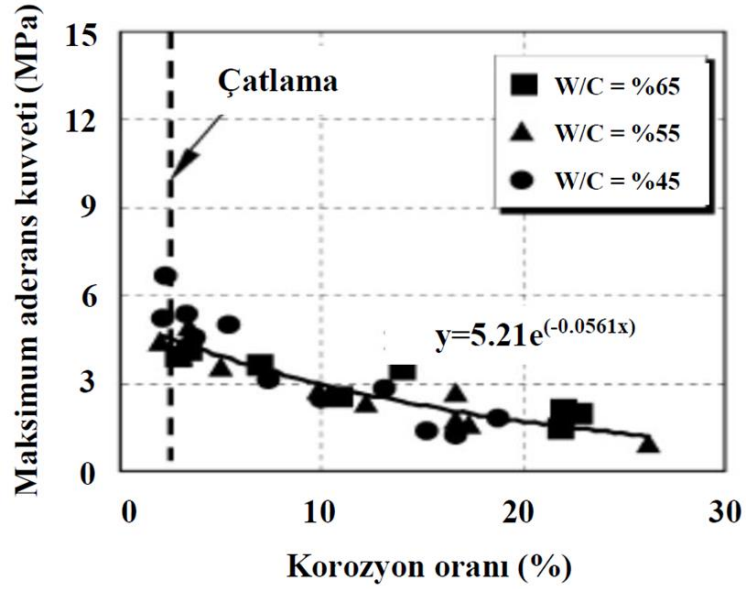 Maksimum aderans kuvveti (MPa)
15
12
9
6
3
0
Çatlama
W/C = %65
W/C = %55
W/C = %45
y=5.21e(-0.0561x)
0
10
20
30
Korozyon oranı (%)